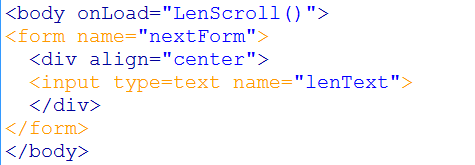 <body onLoad="LenScroll()">
<form name="nextForm">
<div align="center">
<input type=text name="lenText">
</div>
</form>
</body>